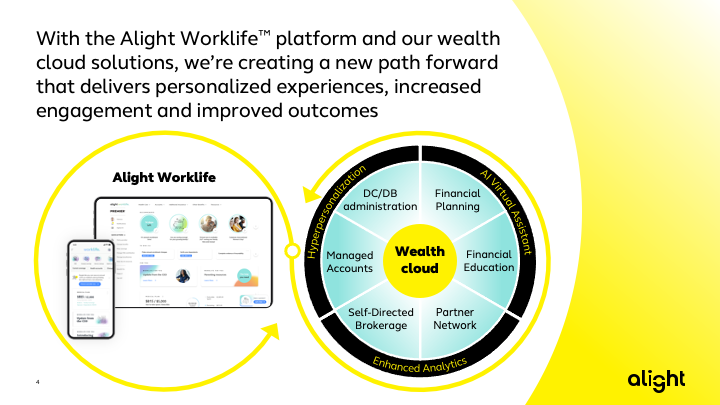 With the Alight Worklife™ platform and our wealth
cloud solutions, we’re creating a new path forward
that delivers personalized experiences, increased
engagement and improved outcomes
Alight Worklife
Hyperpersonalization
AI Virtual Assistant
Enhanced Analytics
DC/DB
administration
Financial
Planning
Managed
Accounts
Wealth
cloud
Financial
Education
Self-Directed
Brokerage
Partner
Network
4
alight